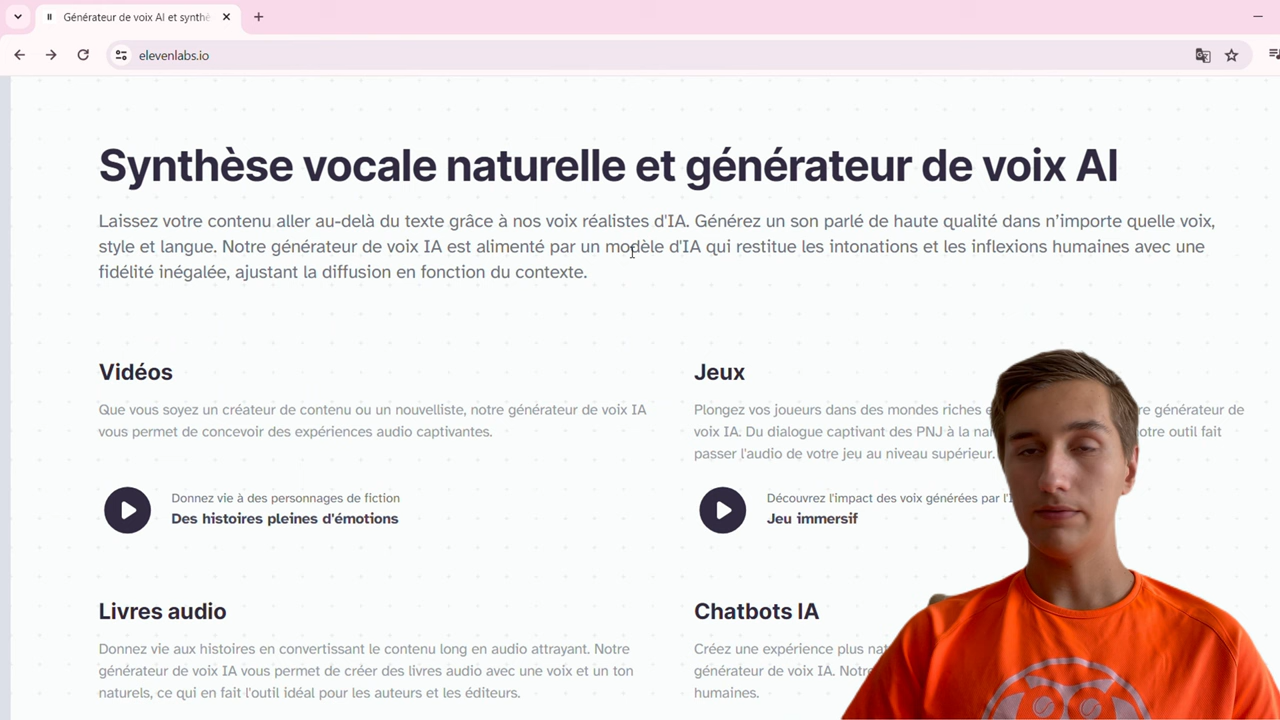 Générateur de voix AI et synthè
elevenlabs.io
Synthèse vocale naturelle et générateur de voix AI
Laissez votre contenu aller au-delà du texte grâce à nos voix réalistes d'IA. Générez un son parlé de haute qualité dans n’importe quelle voix,
style et langue. Notre générateur de voix IA est alimenté par un modèle d'IA qui restitue les intonations et les inflexions humaines avec une
fidélité inégalée, ajustant la diffusion en fonction du contexte.
Vidéos
Que vous soyez un créateur de contenu ou un nouvelliste, notre générateur de voix IA
vous permet de concevoir des expériences audio captivantes.
Donnez vie à des personnages de fiction
Des histoires pleines d'émotions
Jeux
Plongez vos joueurs dans des mondes riches générateur de
voix IA. Du dialogue captivant des PNJ à la outil fait
passer l'audio de votre jeu au niveau supérieur.
Découvrez l'impact des voix générées par
Jeu immersif
Livres audio
Donnez vie aux histoires en convertissant le contenu long en audio attrayant. Notre
générateur de voix IA vous permet de créer des livres audio avec une voix et un ton
naturels, ce qui en fait l'outil idéal pour les auteurs et les éditeurs.
Chatbots IA
Créez une expérience plus
générateur de voix IA.
humaines.